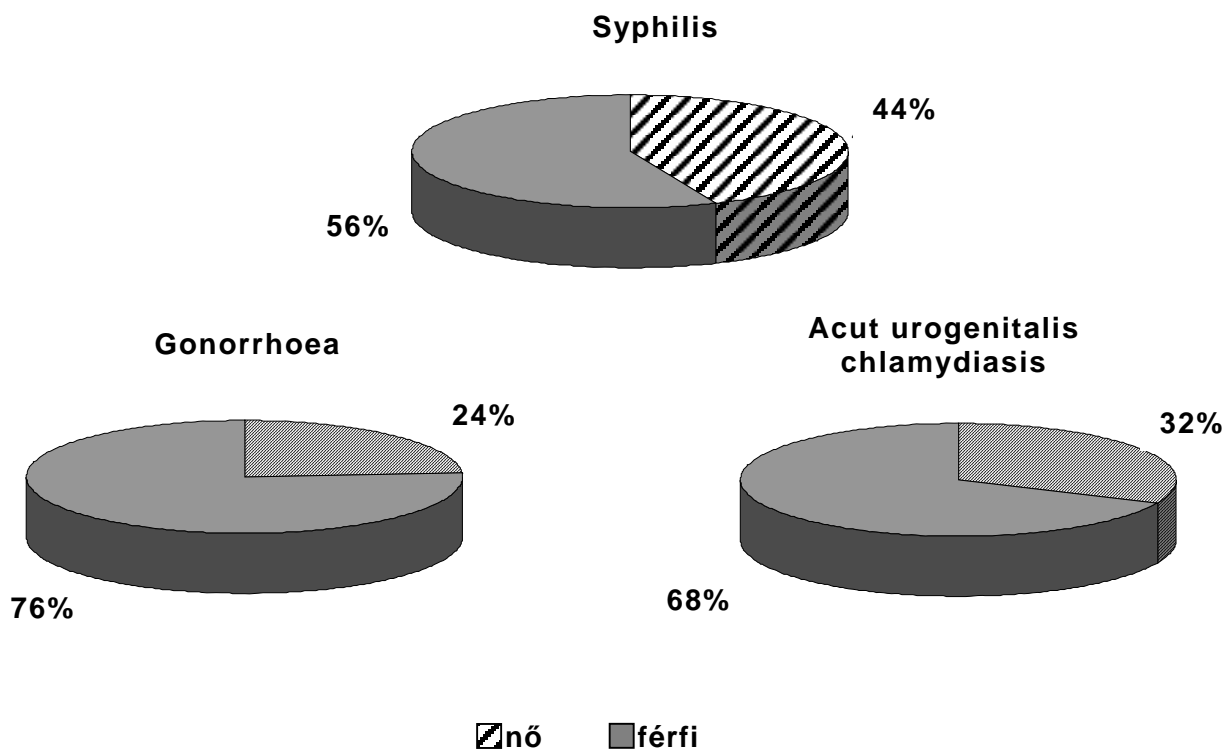 Syphilis
44%
56%
Gonorrhoea
24%
76%
Acut urogenitalis
chlamydiasis
32%
68%
nő férfi